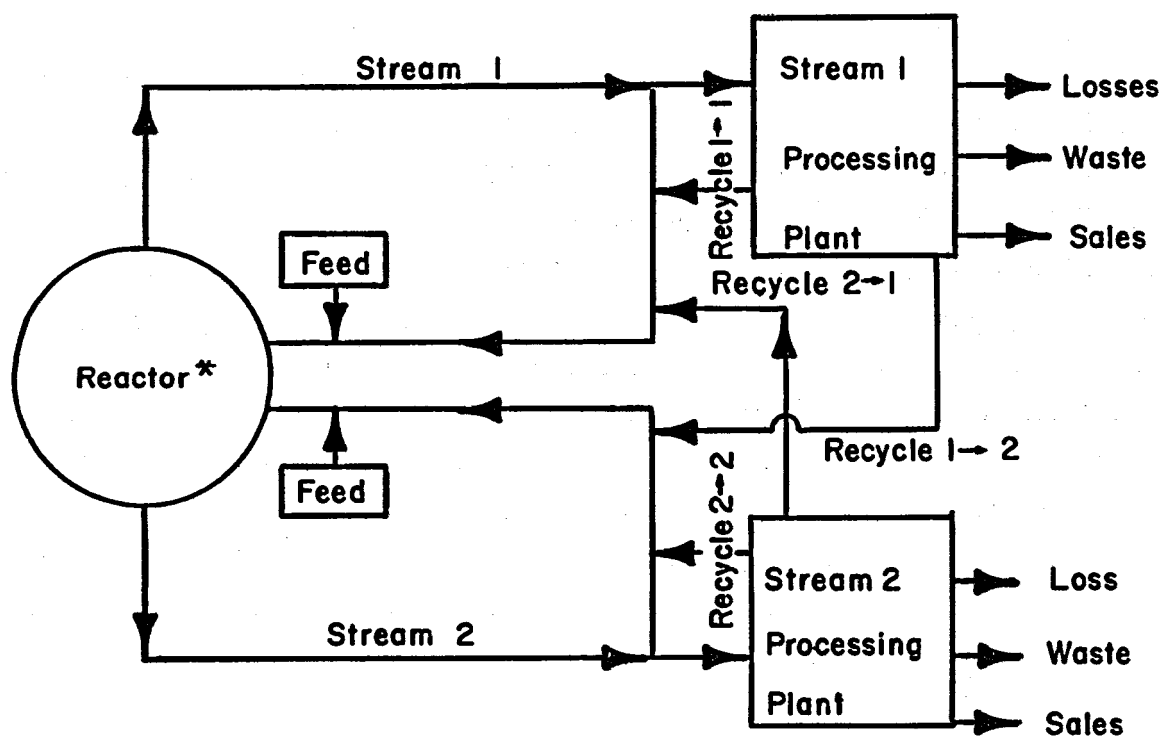 Stream 1
Stream 1
Processing
Plant
Losses
Waste
Sales
Recycle 1→1
Recycle 2→1
Feed
Reactor*
Feed
Recycle 1→2
Recycle 2→2
Stream 2
Stream 2
Processing
Plant
Loss
Waste
Sales